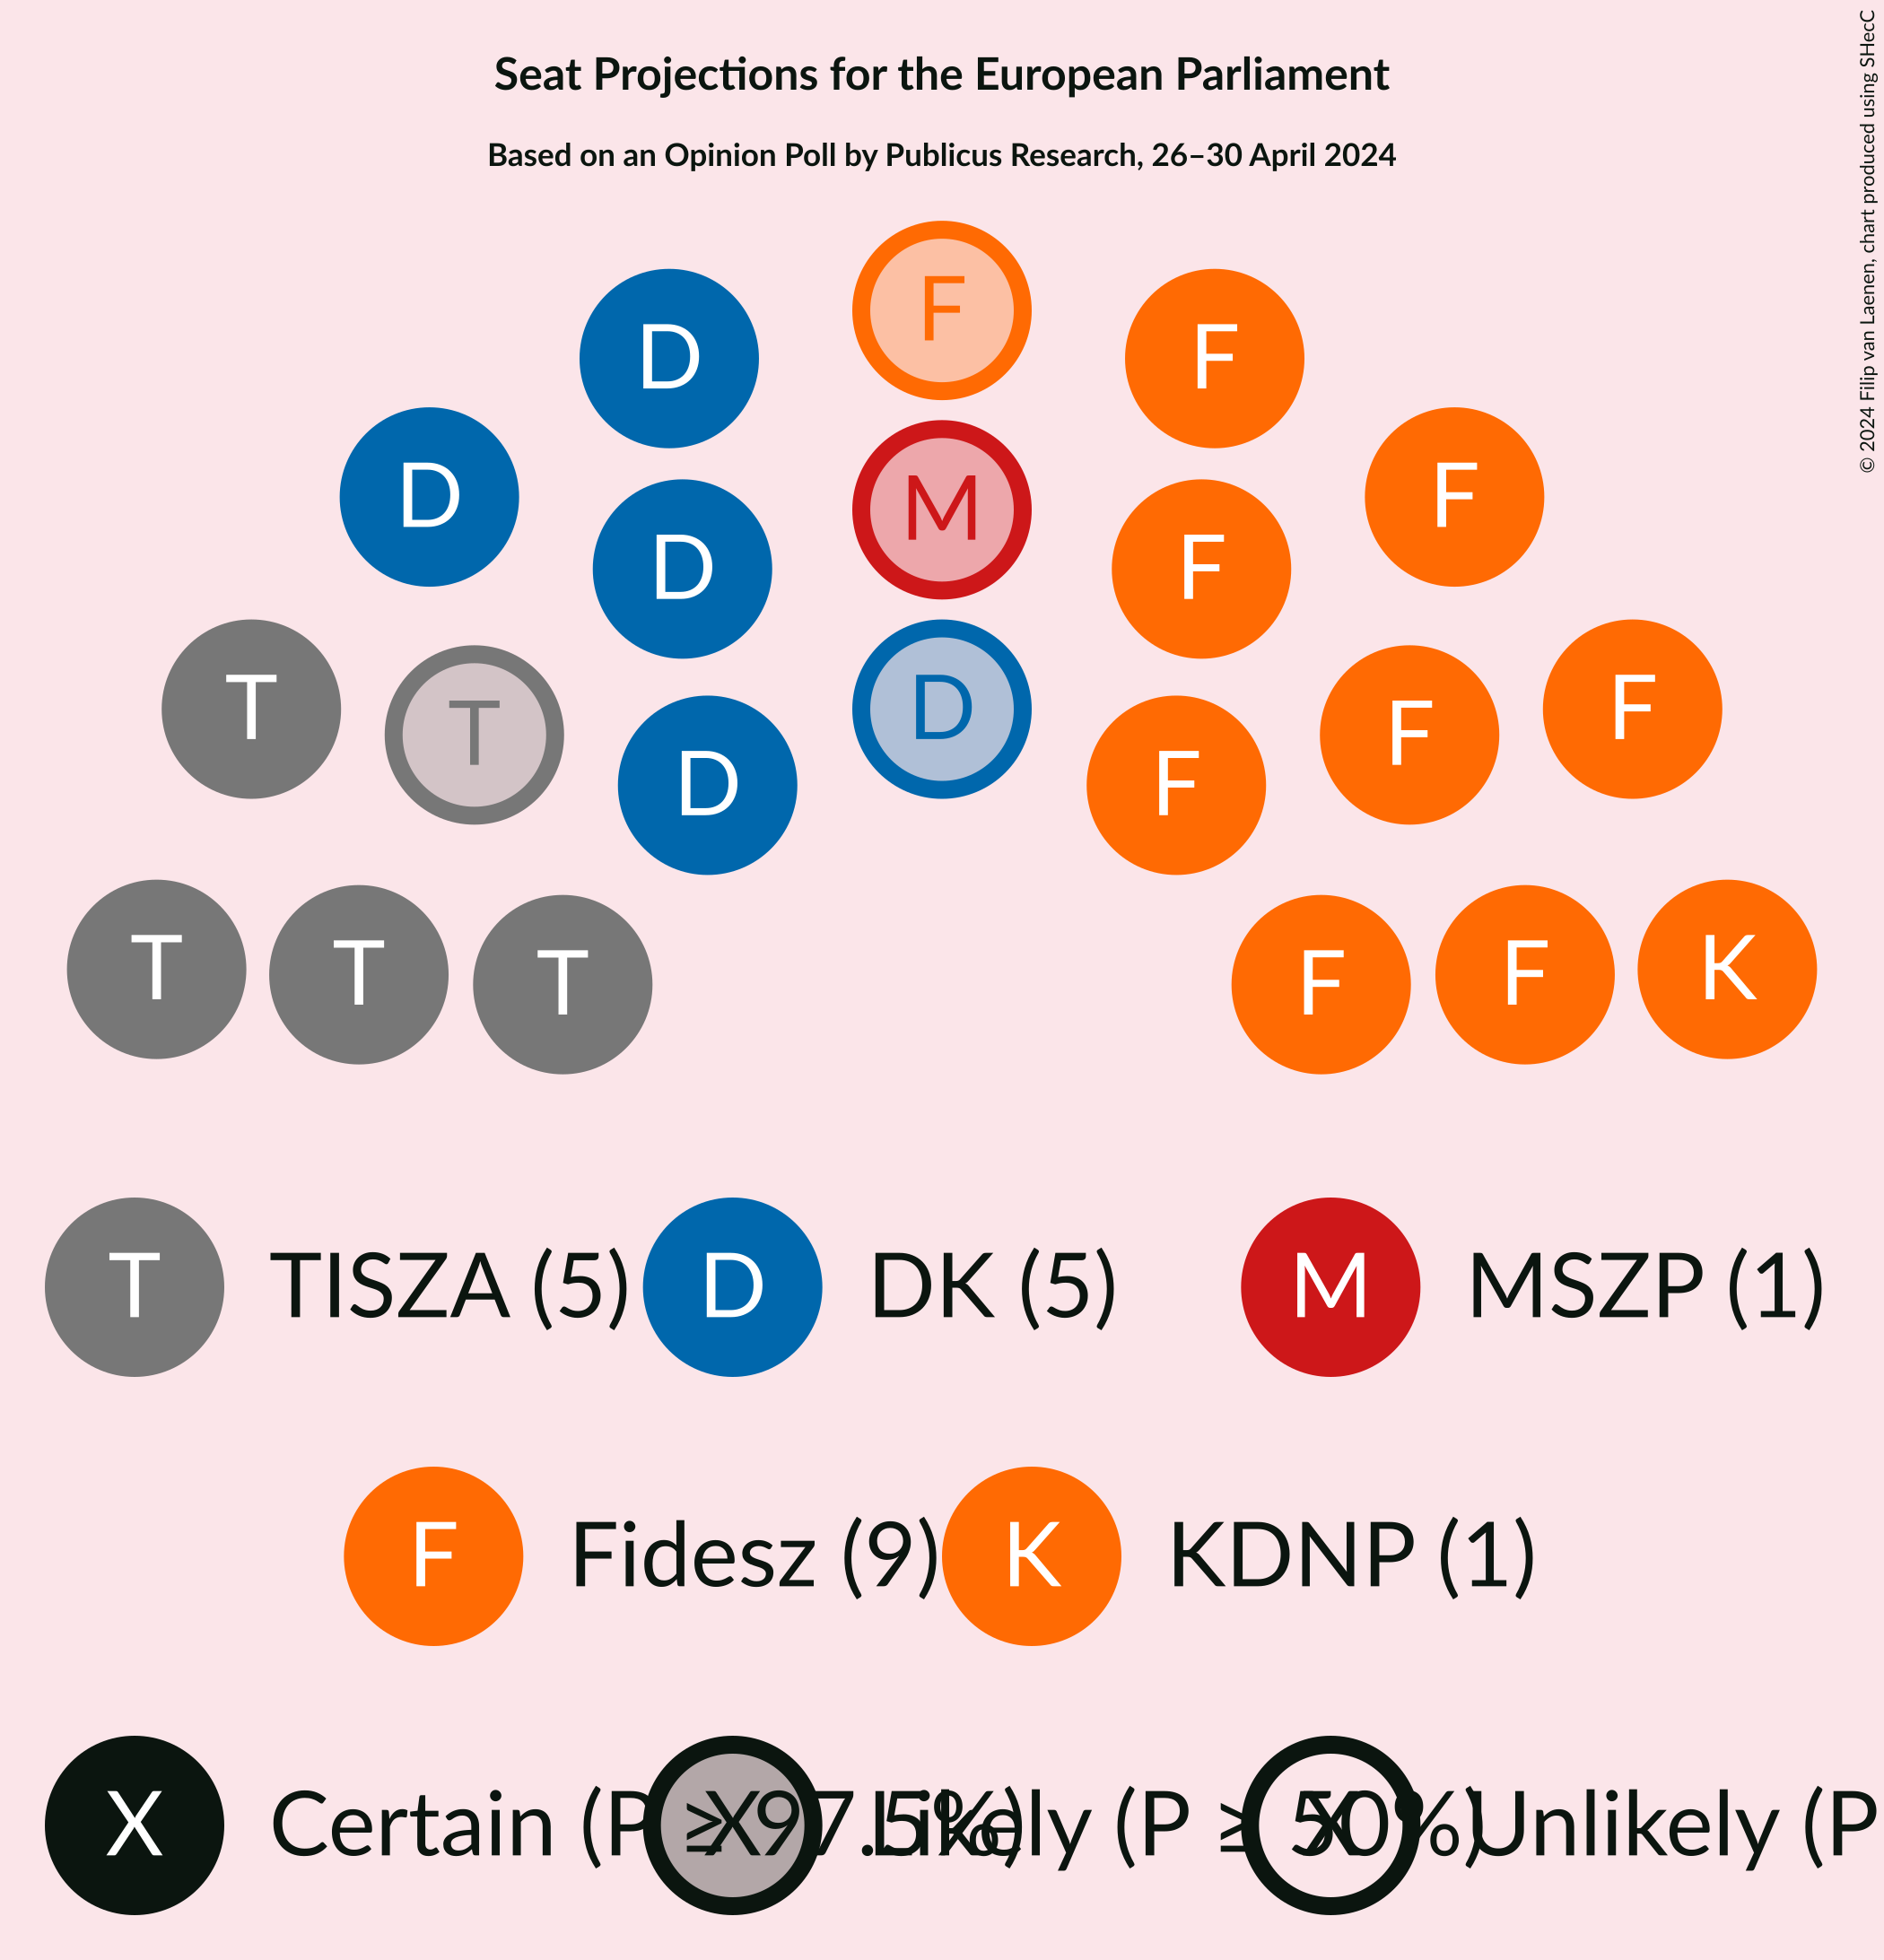 Seat Projections for the European Parliament
Based on an Opinion Poll by Publicus Research, 26–30 April 2024
© 2024 Filip van Laenen, chart produced using SHecC
F
D F
M
D F
D F
T D F
T F
D F
T T T F F K
T TISZA (5) D DK (5) M MSZP (1)
F Fidesz (9) K KDNP (1)
X Certain (P ≥ 97.5%) X Likely (P ≥ 50%) X Unlikely (P